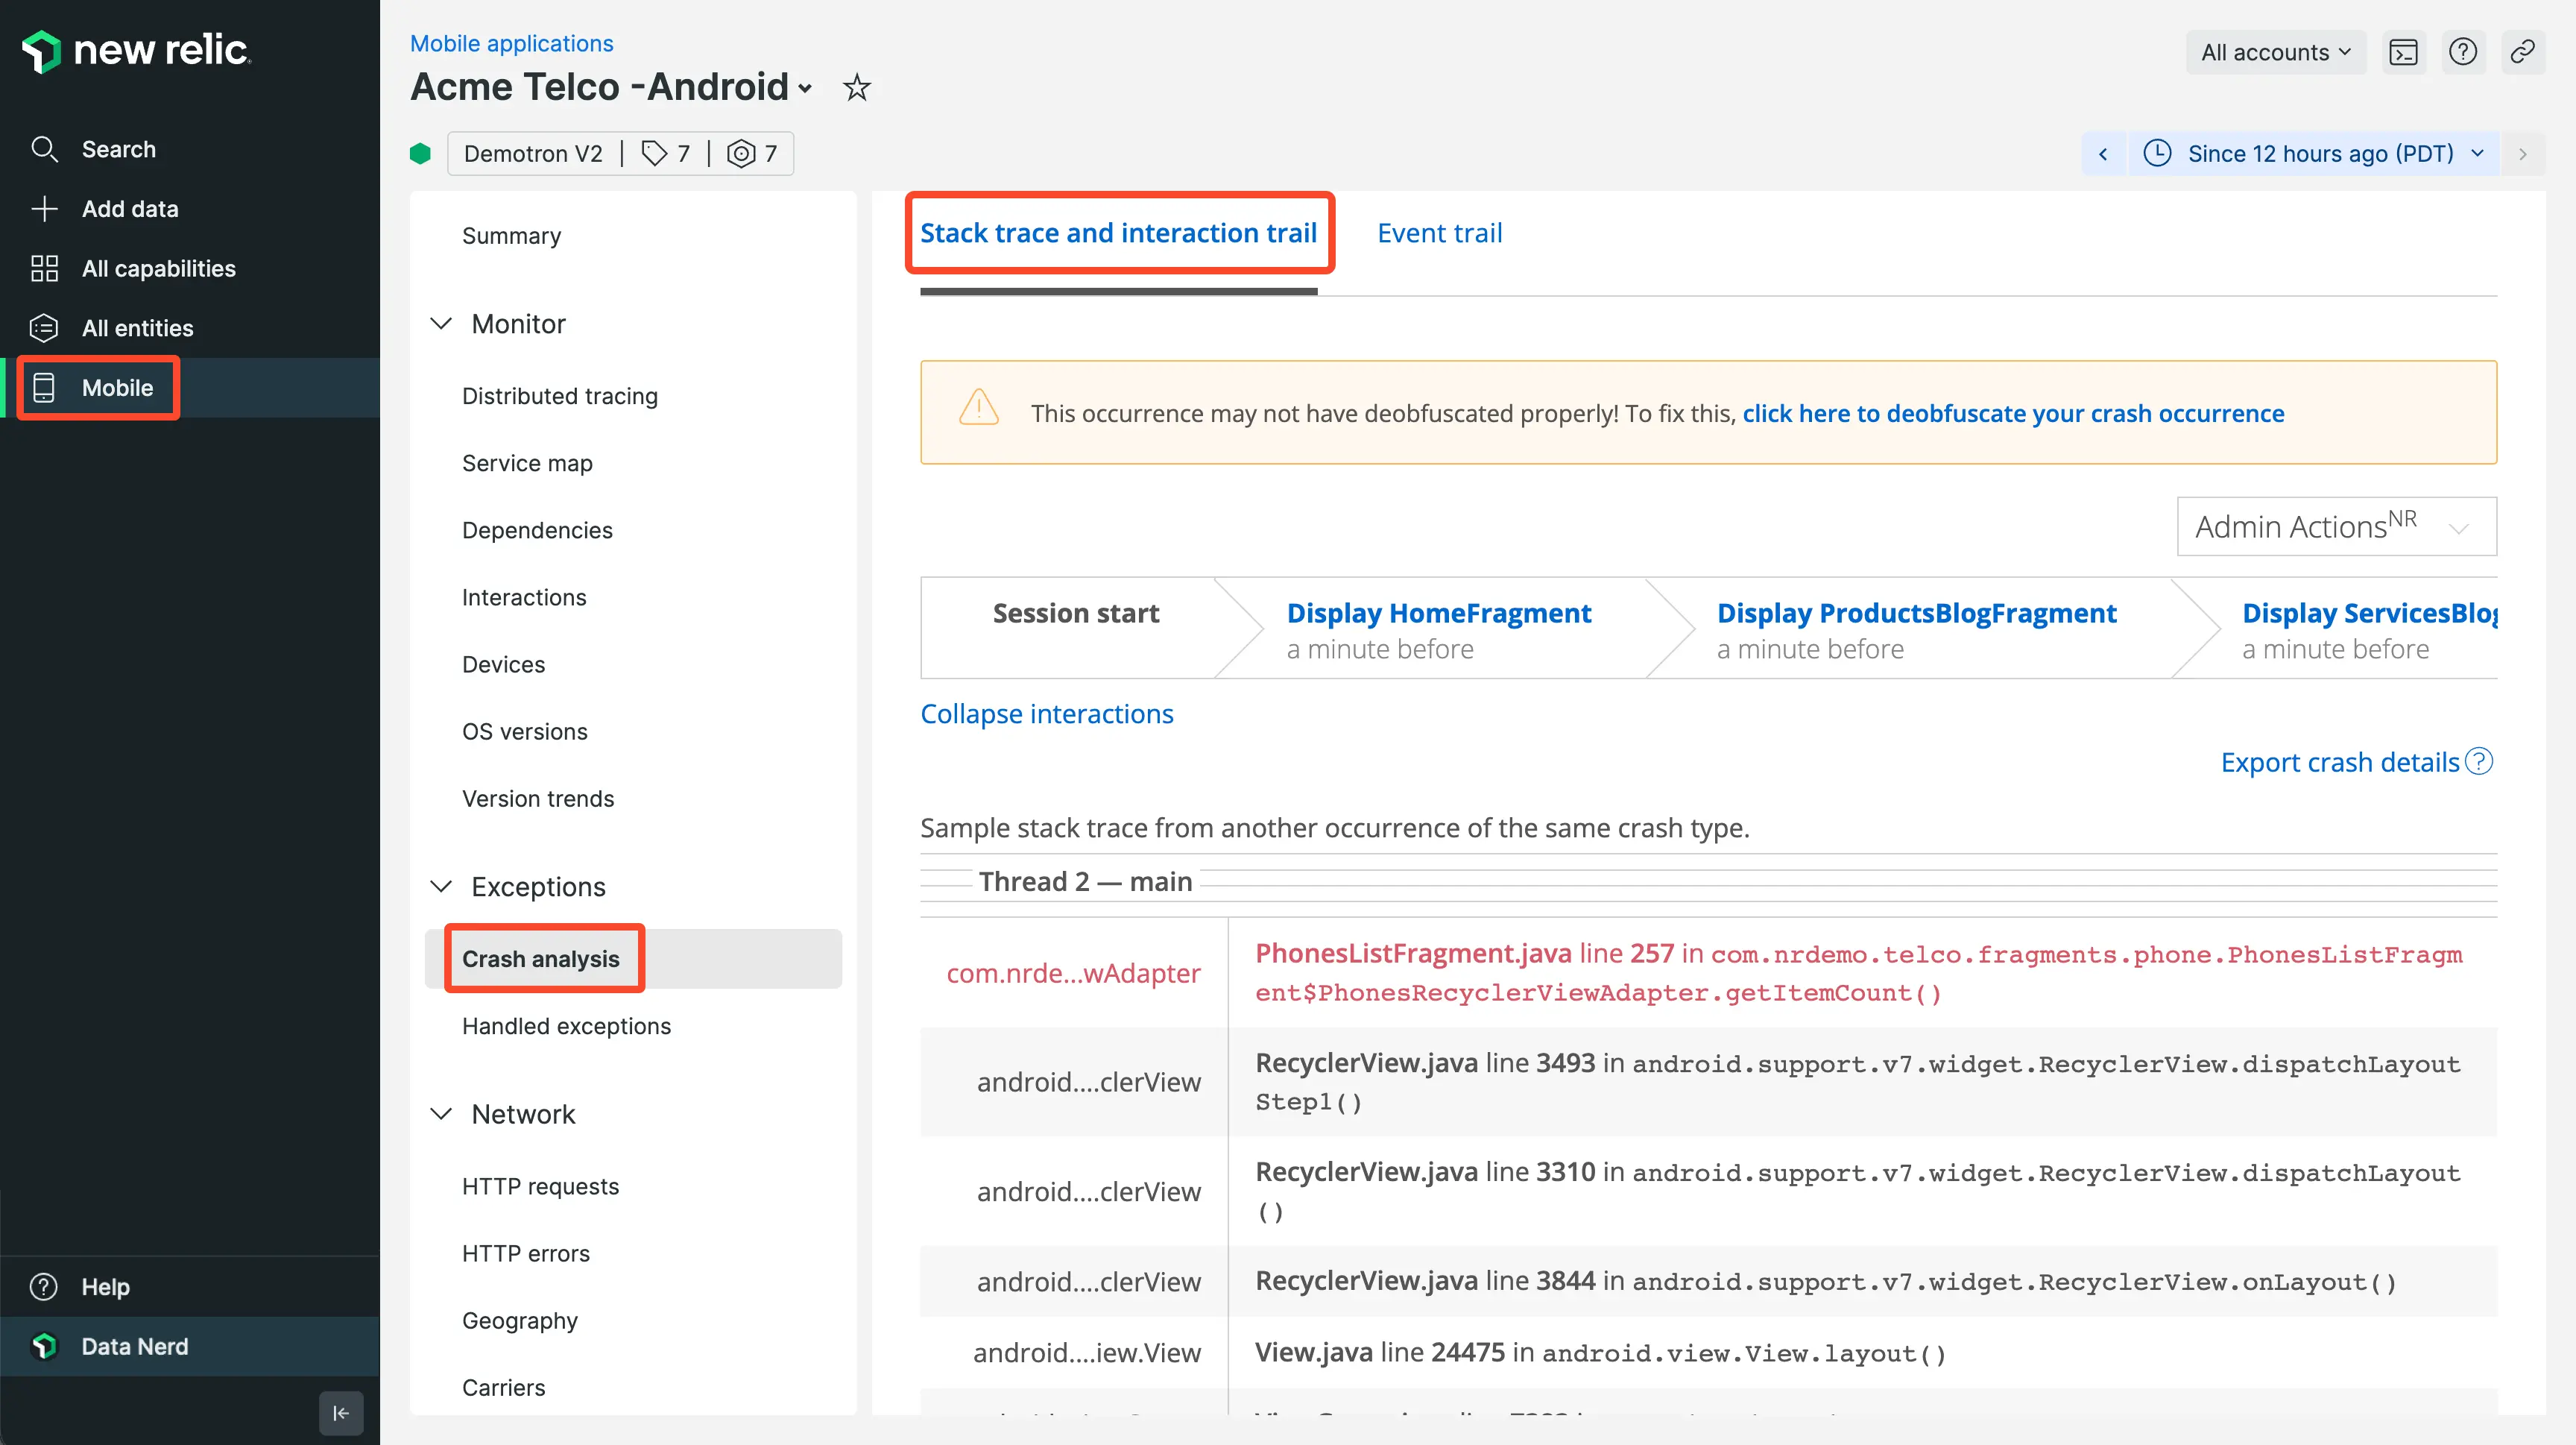 new relic
Search
Add data
All capabilities
All entities
Mobile
Help
Data Nerd
Mobile applications
Acme Telco -Android
All accounts
Demotron V2 | 7 | 7
Since 12 hours ago (PDT)
Summary
Monitor
Distributed tracing
Service map
Dependencies
Interactions
Devices
OS versions
Version trends
Exceptions
Crash analysis
Handled exceptions
Network
HTTP requests
HTTP errors
Geography
Carriers
Stack trace and interaction trail
Event trail
This occurrence may not have deobfuscated properly! To fix this, click here to deobfuscate your crash occurrence
Admin ActionsNR
Session start
Display HomeFragment
a minute before
Display ProductsBlogFragment
a minute before
Display ServicesBlog
a minute before
Collapse interactions
Export crash details
Sample stack trace from another occurrence of the same crash type.
Thread 2 — main
com.nrde...wAdapter
PhonesListFragment.java line 257 in com.nrdemo.telco.fragments.phone.PhonesListFragm
ent$PhonesRecyclerViewAdapter.getItemCount()
android....clerView
RecyclerView.java line 3493 in android.support.v7.widget.RecyclerView.dispatchLayout
Step1()
android....clerView
RecyclerView.java line 3310 in android.support.v7.widget.RecyclerView.dispatchLayout
()
android....clerView
RecyclerView.java line 3844 in android.support.v7.widget.RecyclerView.onLayout()
android....iew.View
View.java line 24475 in android.view.View.layout()